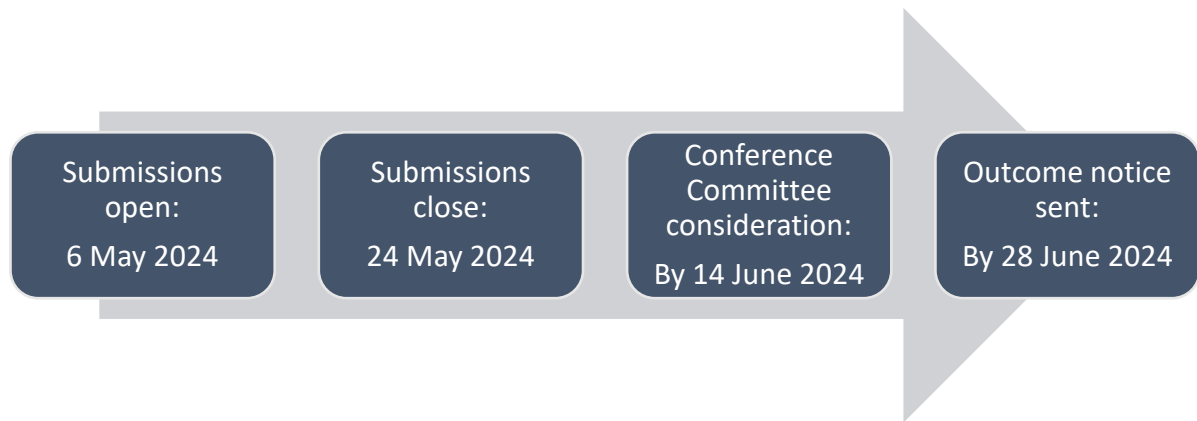 Submissions
open:
6 May 2024
Submissions
close:
24 May 2024
Conference
Committee
consideration:
By 14 June 2024
Outcome notice
sent:
By 28 June 2024